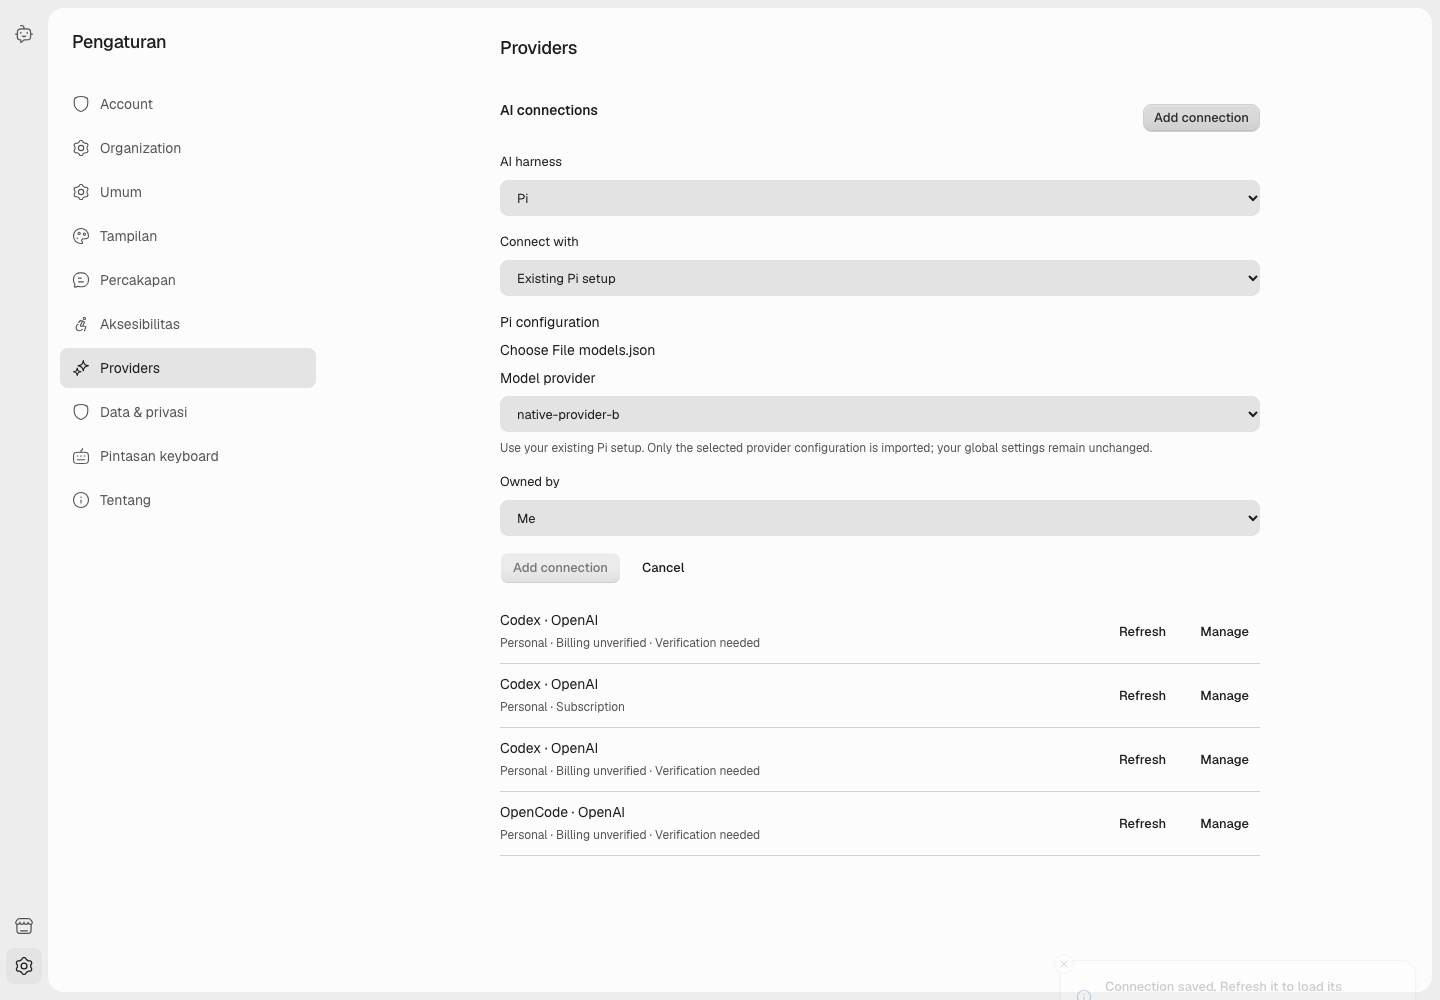 Pengaturan
Account
Organization
Umum
Tampilan
Percakapan
Aksesibilitas
Providers
Data & privasi
Pintasan keyboard
Tentang
Providers
AI connections
Add connection
AI harness
Pi
Connect with
Existing Pi setup
Pi configuration
Choose File models.json
Model provider
native-provider-b
Use your existing Pi setup. Only the selected provider configuration is imported; your global settings remain unchanged.
Owned by
Me
Add connection Cancel
Codex · OpenAI
Personal · Billing unverified · Verification needed
Refresh Manage
Codex · OpenAI
Personal · Subscription
Refresh Manage
Codex · OpenAI
Personal · Billing unverified · Verification needed
Refresh Manage
OpenCode · OpenAI
Personal · Billing unverified · Verification needed
Refresh Manage
Connection saved. Refresh it to load its